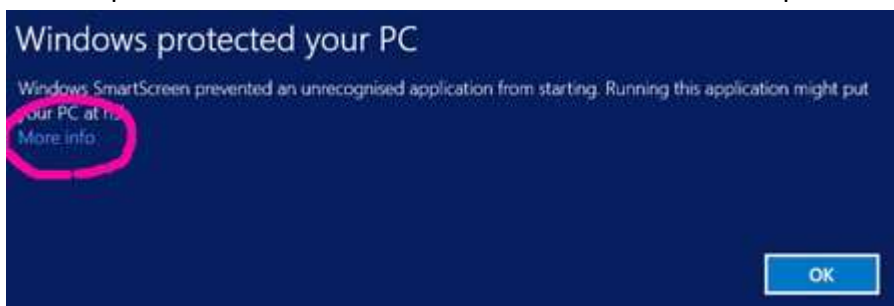 Windows protected your PC
Windows SmartScreen prevented an unrecognised application from starting. Running this application might put
your PC at
More info
OK